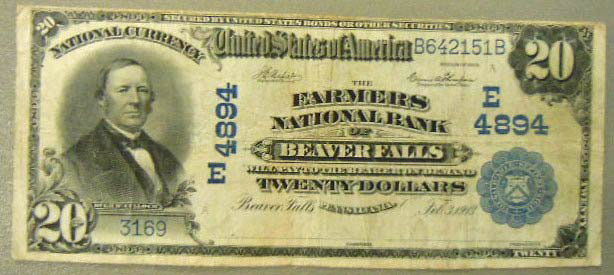 SECURED BY UNITED STATES BONDS OR OTHER SECURITIES
20
NATIONAL CURRENCY
United States of America
B642151B
20
THE
FARMERS
NATIONAL BANK
OF
BEAVER FALLS
WILL PAY TO THE BEARER ON DEMAND
TWENTY DOLLARS
Beaver Falls
PENNSYLVANIA
E 4894
E
4894
20
3169
TWENTY